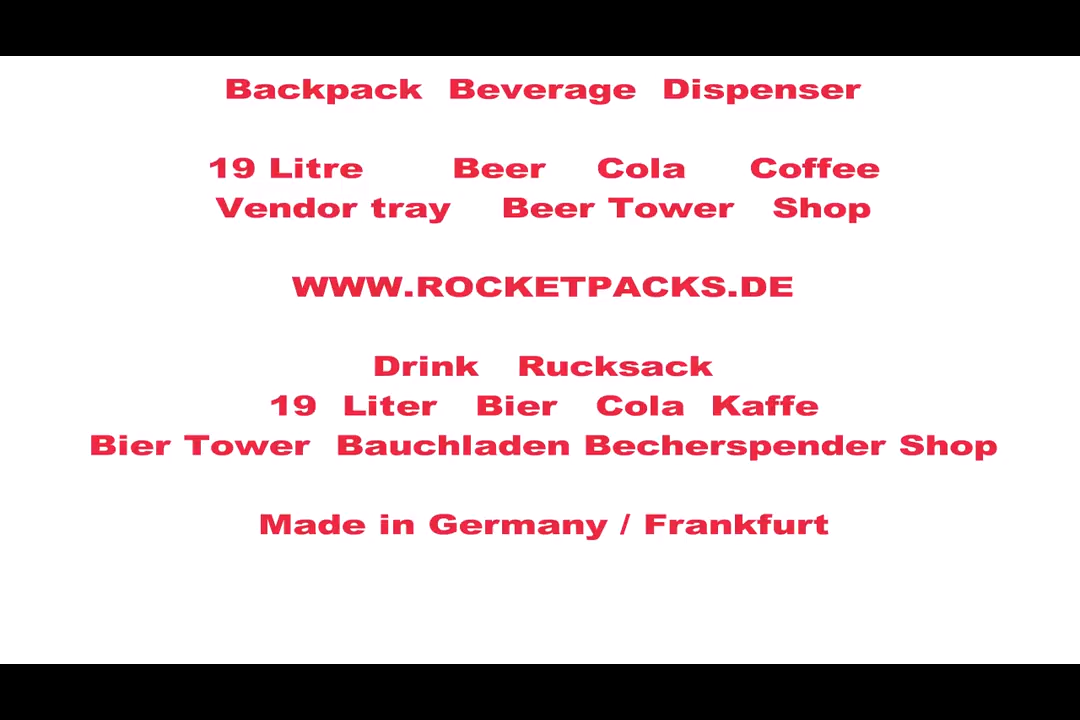 Backpack Beverage Dispenser
19 Litre Beer Cola Coffee
Vendor tray Beer Tower Shop
WWW.ROCKETPACKS.DE
Drink Rucksack
19 Liter Bier Cola Kaffe
Bier Tower Bauchladen Becherspender Shop
Made in Germany / Frankfurt